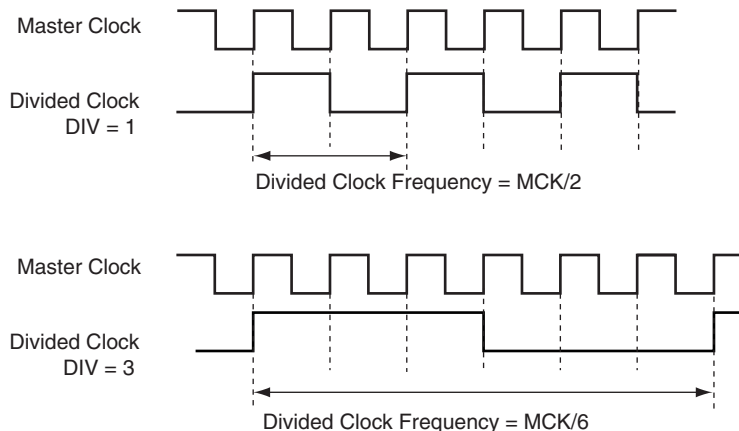 Master Clock
Divided Clock
DIV = 1
Divided Clock Frequency = MCK/2
Master Clock
Divided Clock
DIV = 3
Divided Clock Frequency = MCK/6